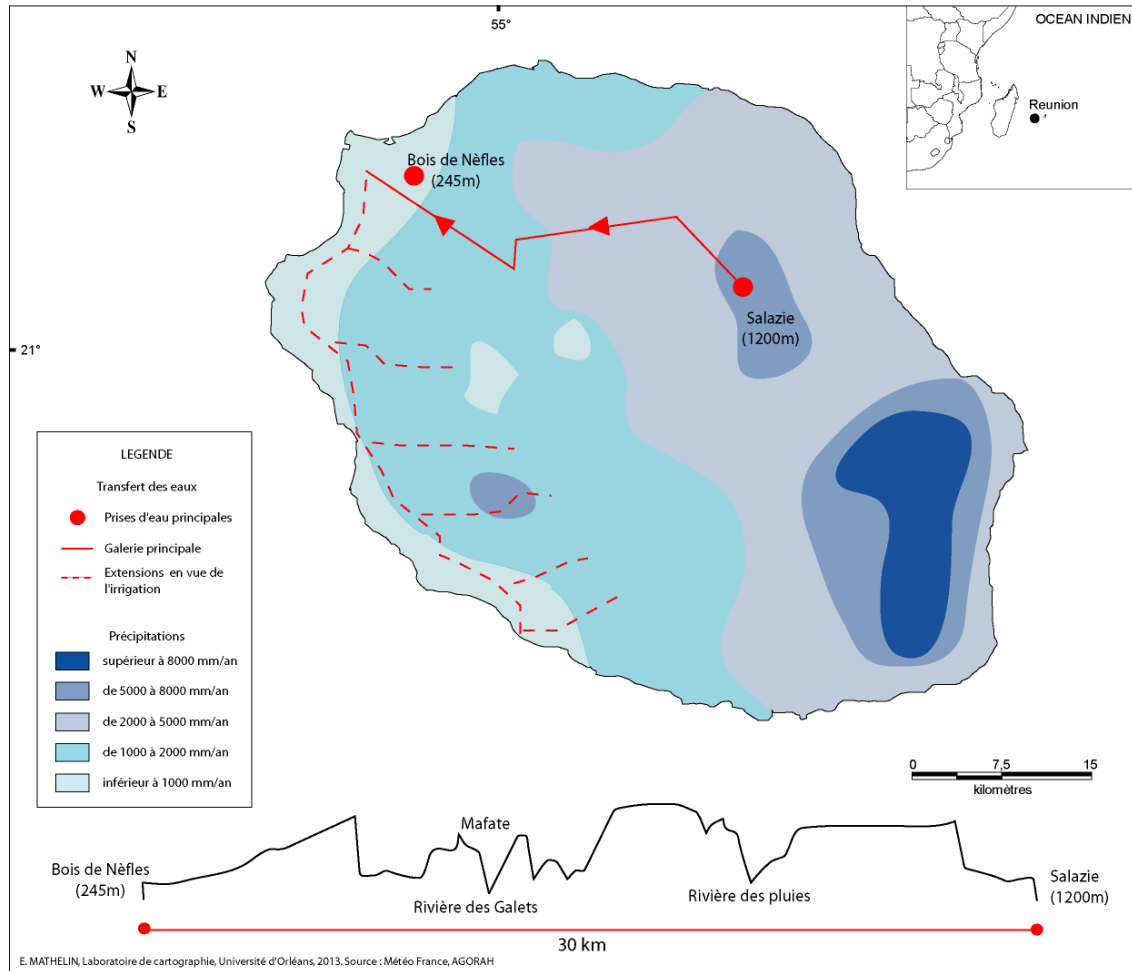 55°
OCEAN INDIEN
Reunion
N
W E
S
Bois de Nèfles
(245m)
Salazie
(1200m)
21°
LEGENDE
Transfert des eaux
Prises d'eau principales
Galerie principale
Extensions en vue de
l'irrigation
Précipitations
supérieur à 8000 mm/an
de 5000 à 8000 mm/an
de 2000 à 5000 mm/an
de 1000 à 2000 mm/an
inférieur à 1000 mm/an
0 7,5 15
kilomètres
Mafate
Bois de Nèfles
(245m)
Rivière des Galets
Rivière des pluies
Salazie
(1200m)
30 km
E. MATHELIN, Laboratoire de cartographie, Université d'Orléans, 2013. Source : Météo France, AGORAH